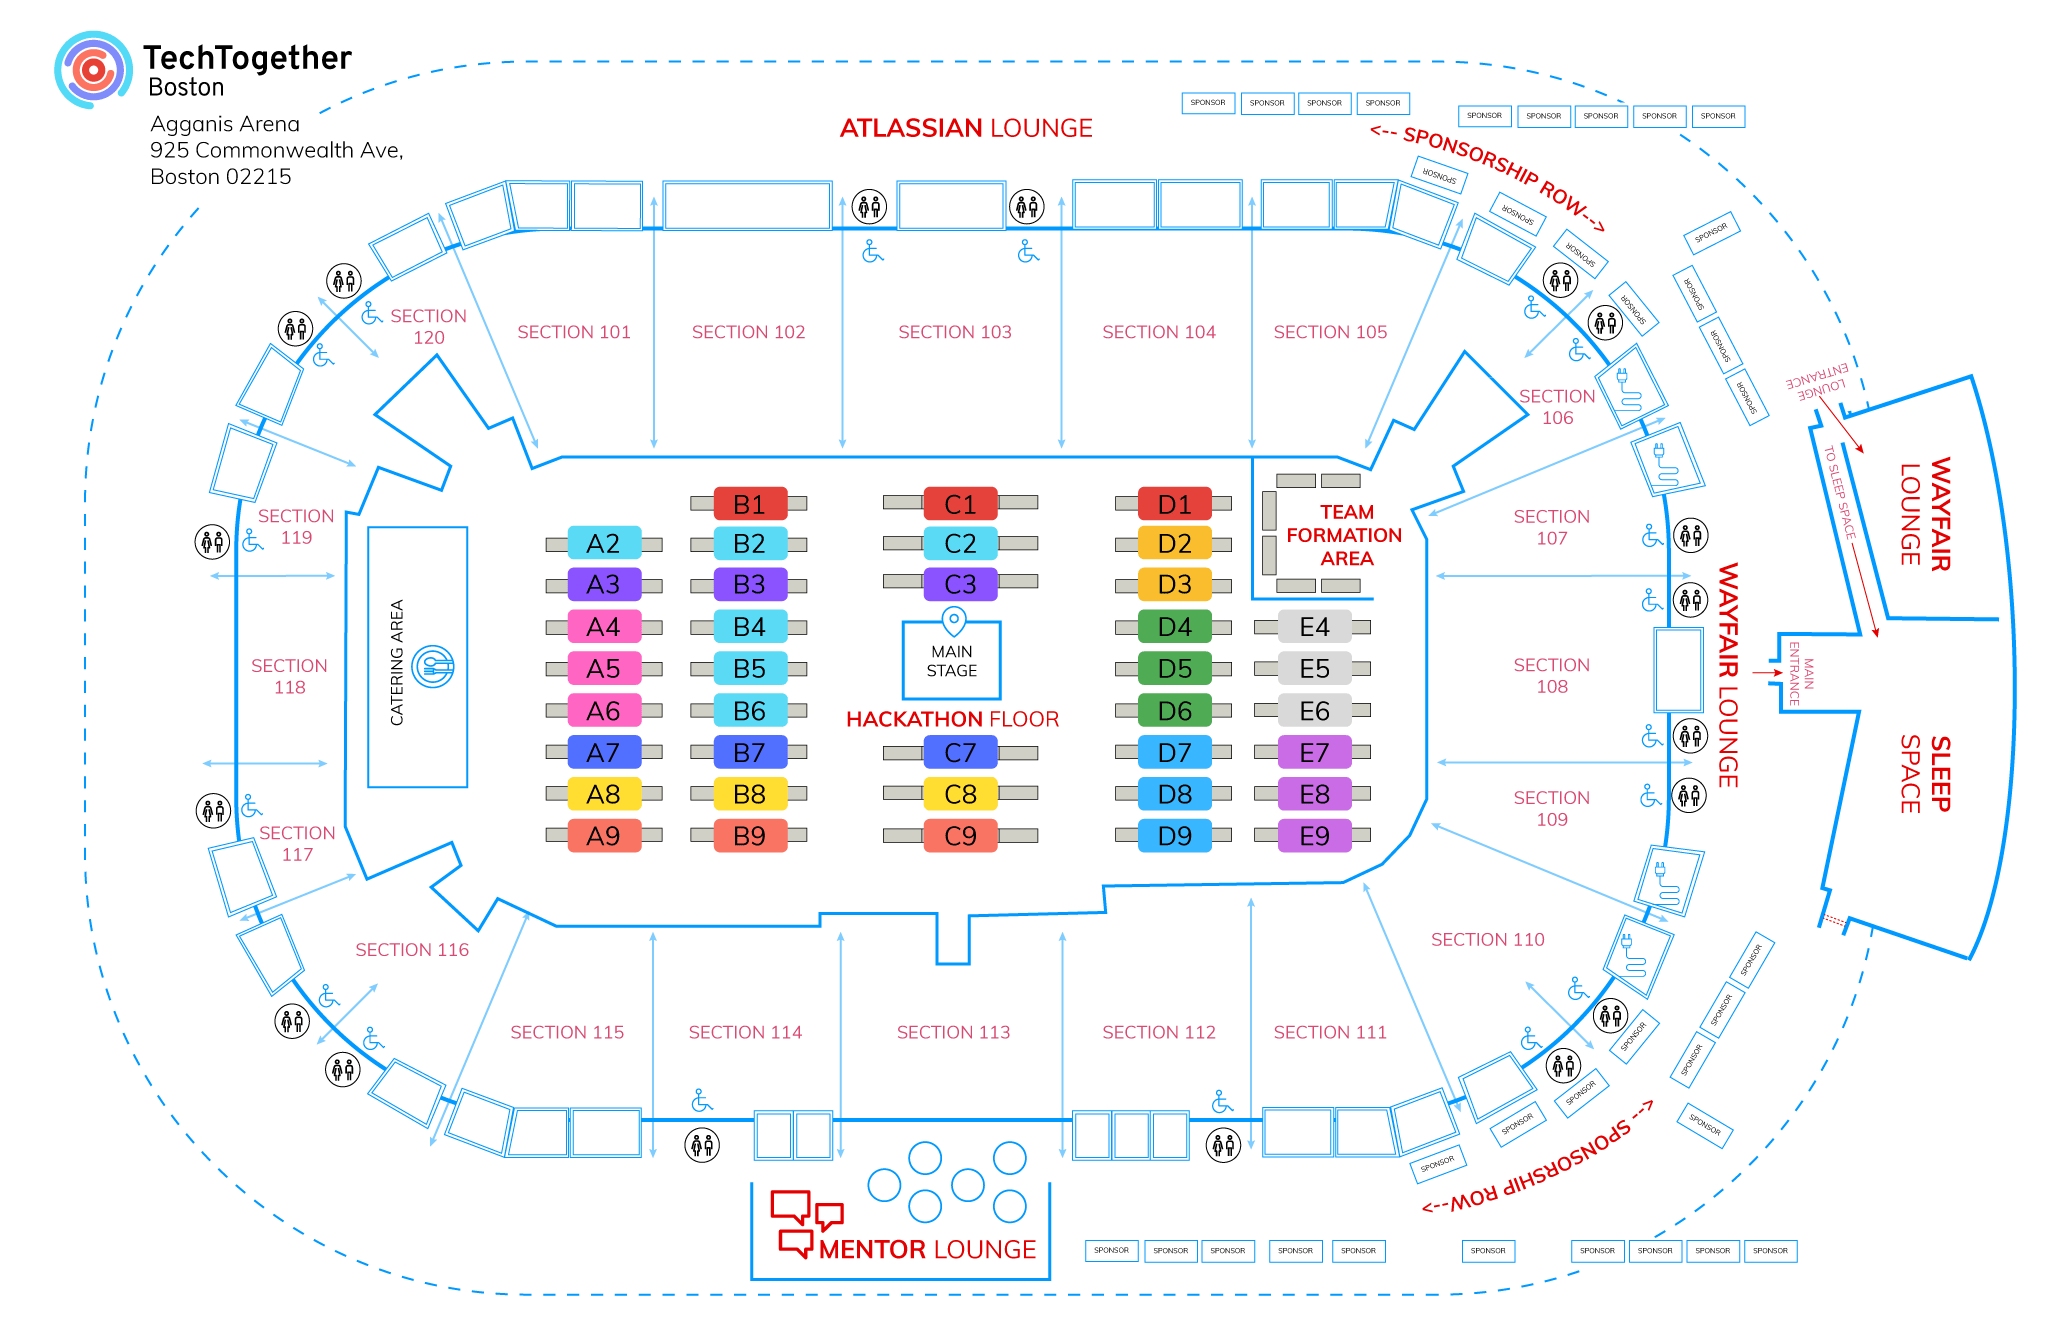 TechTogether
Boston
Agganis Arena
925 Commonwealth Ave,
Boston 02215
ATLASSIAN LOUNGE
SPONSOR
SPONSOR
SPONSOR
SPONSOR
SPONSOR
SPONSOR
SPONSOR
SPONSOR
SPONSOR
<-- SPONSORSHIP ROW-->
SPONSOR
SPONSOR
SPONSOR
SPONSOR
SPONSOR
SPONSOR
SPONSOR
SPONSOR
SECTION
120
SECTION 101
SECTION 102
SECTION 103
SECTION 104
SECTION 105
SECTION
106
LOUNGE
ENTRANCE
TO SLEEP SPACE
WAYFAIR
LOUNGE
SECTION
119
SECTION
107
B1
C1
D1
TEAM
FORMATION
AREA
A2
B2
C2
D2
A3
B3
C3
D3
A4
B4
D4
E4
MAIN
STAGE
A5
B5
D5
E5
A6
B6
D6
E6
HACKATHON FLOOR
A7
B7
C7
D7
E7
A8
B8
C8
D8
E8
A9
B9
C9
D9
E9
CATERING AREA
SECTION
118
SECTION
108
WAYFAIR LOUNGE
MAIN
ENTRANCE
SLEEP
SPACE
SECTION
117
SECTION
109
SECTION 116
SECTION 110
SECTION 115
SECTION 114
SECTION 113
SECTION 112
SECTION 111
SPONSOR
SPONSOR
SPONSOR
SPONSOR
SPONSOR
SPONSOR
SPONSOR
SPONSOR
<-- SPONSORSHIP ROW-->
MENTOR LOUNGE
SPONSOR
SPONSOR
SPONSOR
SPONSOR
SPONSOR
SPONSOR
SPONSOR
SPONSOR
SPONSOR
SPONSOR